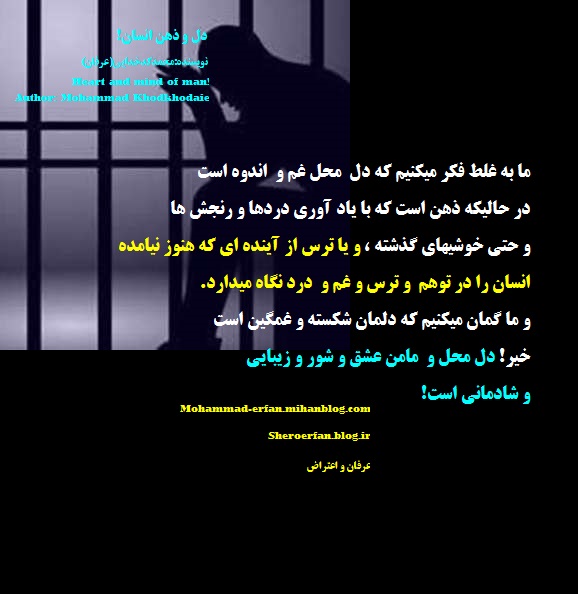 دل و ذهن انسان!
نویسنده:محمدکدخدایی(عرفان)
Heart and mind of man!
Author: Mohammad Khodkhodaie
ما به غلط فکر میکنیم که دل محل غم و اندوه است
در حالیکه ذهن است که با یاد آوری دردها و رنجش ها
و حتی خوشیهای گذشته ، و یا ترس از آینده ای که هنوز نیامده
انسان را در توهم و ترس و غم و درد نگاه میدارد.
و ما گمان میکنیم که دلمان شکسته و غمگین است
خیر! دل محل و مامن عشق و شور و زیبایی
و شادمانی است!
Mohammad-erfan.mihanblog.com
Sheroerfan.blog.ir
عرفان و اعتراض